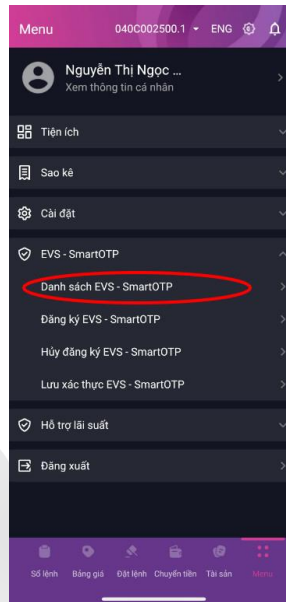 Menu 040C002500.1 ENG
Nguyễn Thị Ngọc ...
Xem thông tin cá nhân
Tiện ích
Sao kê
Cài đặt
EVS - SmartOTP
Danh sách EVS - SmartOTP
Đăng ký EVS - SmartOTP
Hủy đăng ký EVS - SmartOTP
Lưu xác thực EVS - SmartOTP
Hỗ trợ lãi suất
Đăng xuất
Sổ lệnh Bảng giá Đặt lệnh Chuyển tiền Tài sản Menu